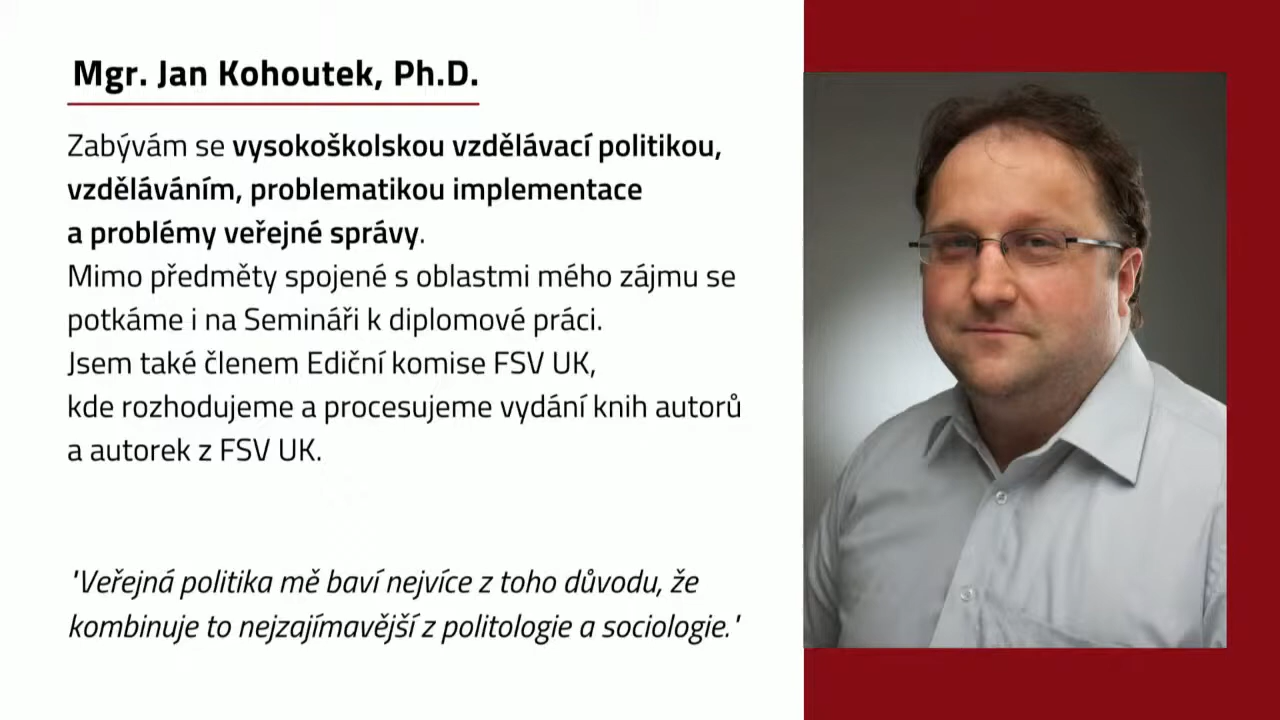 Mgr. Jan Kohoutek, Ph.D.
Zabývám se vysokoškolskou vzdělávací politikou,
vzděláváním, problematikou implementace
a problémy veřejné správy.
Mimo předměty spojené s oblastmi mého zájmu se
potkáme i na Semináři k diplomové práci.
Jsem také členem Ediční komise FSV UK,
kde rozhodujeme a procesujeme vydání knih autorů
a autorek z FSV UK.
'Veřejná politika mě baví nejvíce z toho důvodu, že
kombinuje to nejzajímavější z politologie a sociologie.'